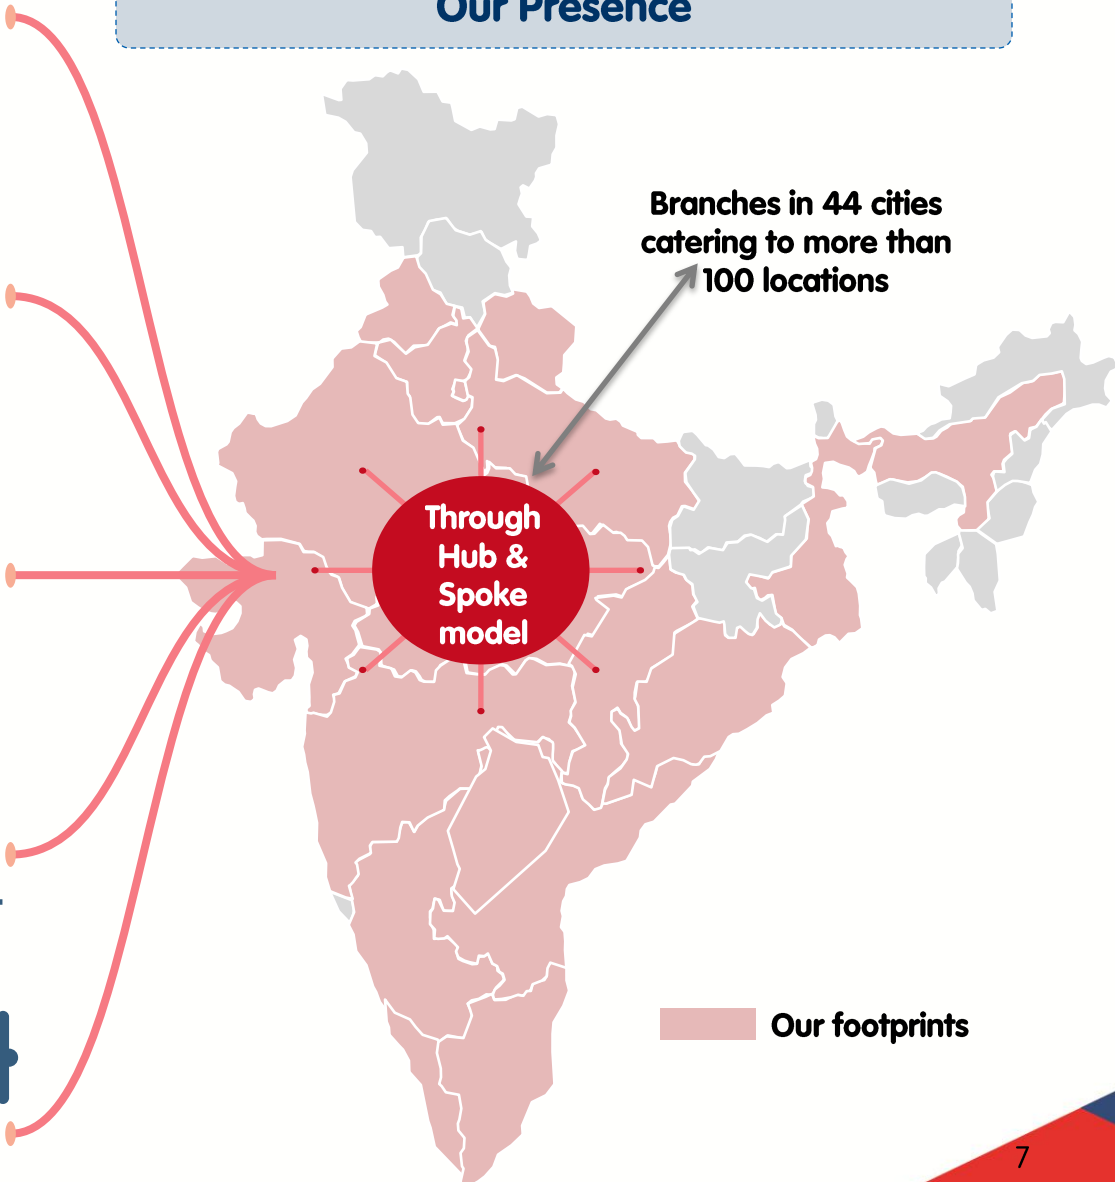 Our Presence
Branches in 44 cities
catering to more than
100 locations
Through
Hub &
Spoke
model
Our footprints
7